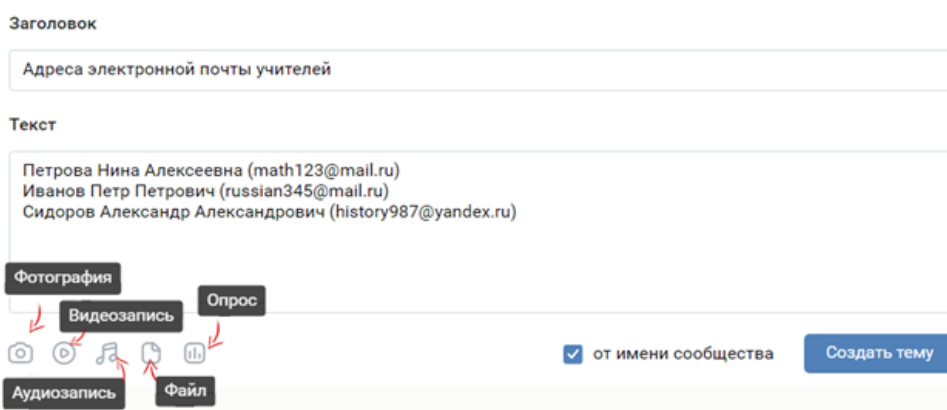 Заголовок
Адреса электронной почты учителей
Текст
Петрова Нина Алексеевна (math123@mail.ru)
Иванов Петр Петрович (russian345@mail.ru)
Сидоров Александр Александрович (history987@yandex.ru)
Фотография
Опрос
Видеозапись
от имени сообщества
Создать тему
Аудиозапись
Файл